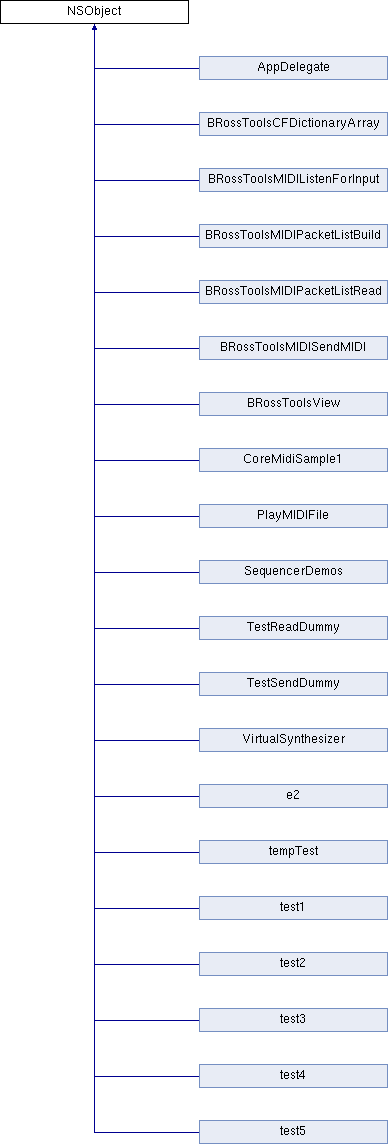 NSObject
AppDelegate
BRossToolsCFDictionaryArray
BRossToolsMIDIListenForInput
BRossToolsMIDIPacketListBuild
BRossToolsMIDIPacketListRead
BRossToolsMIDISendMIDI
BRossToolsView
CoreMidiSample1
PlayMIDIFile
SequencerDemos
TestReadDummy
TestSendDummy
VirtualSynthesizer
e2
tempTest
test1
test2
test3
test4
test5